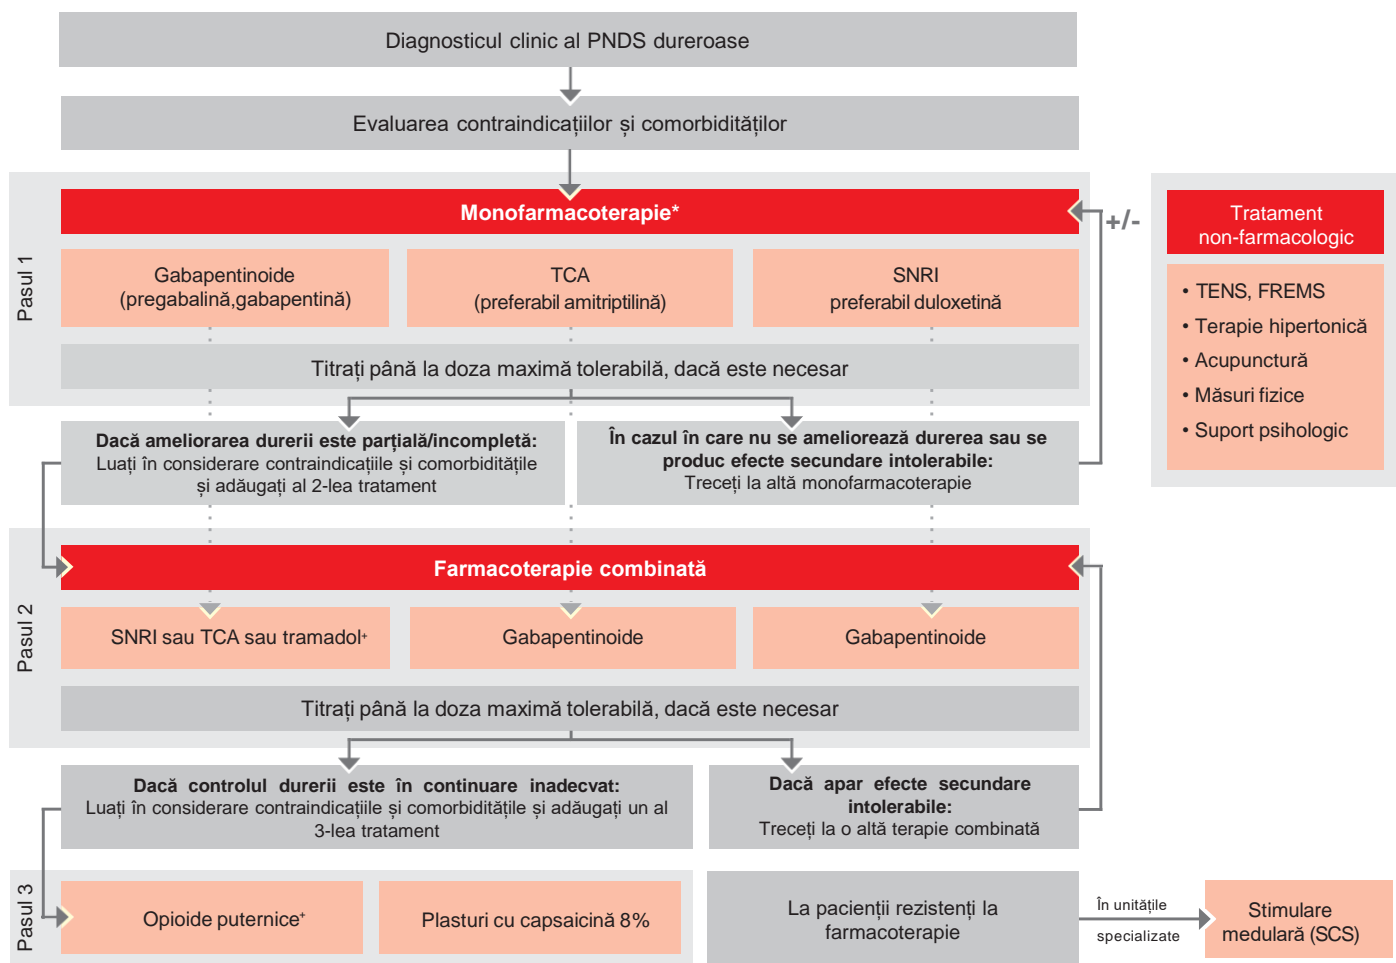 Diagnosticul clinic al PNDS dureroase
Evaluarea contraindicațiilor și comorbidităților
Pasul 1
Monofarmacoterapie*
Gabapentinoide
(pregabalină,gabapentină)
TCA
(preferabil amitriptilină)
SNRI
preferabil duloxetină
Titrați până la doza maximă tolerabilă, dacă este necesar
Dacă ameliorarea durerii este parțială/incompletă:
Luați în considerare contraindicațiile și comorbiditățile
și adăugați al 2-lea tratament
În cazul în care nu se ameliorează durerea sau se
produc efecte secundare intolerabile:
Treceți la altă monofarmacoterapie
+/-
Tratament
non-farmacologic
• TENS, FREMS
• Terapie hipertonică
• Acupunctură
• Măsuri fizice
• Suport psihologic
Pasul 2
Farmacoterapie combinată
SNRI sau TCA sau tramadol+
Gabapentinoide
Gabapentinoide
Titrați până la doza maximă tolerabilă, dacă este necesar
Dacă controlul durerii este în continuare inadecvat:
Luați în considerare contraindicațiile și comorbiditățile și adăugați un al
3-lea tratament
Dacă apar efecte secundare
intolerabile:
Treceți la o altă terapie combinată
Pasul 3
Opioide puternice+
Plasturi cu capsaicină 8%
La pacienții rezistenți la
farmacoterapie
În unitățile
specializate
Stimulare
medulară (SCS)